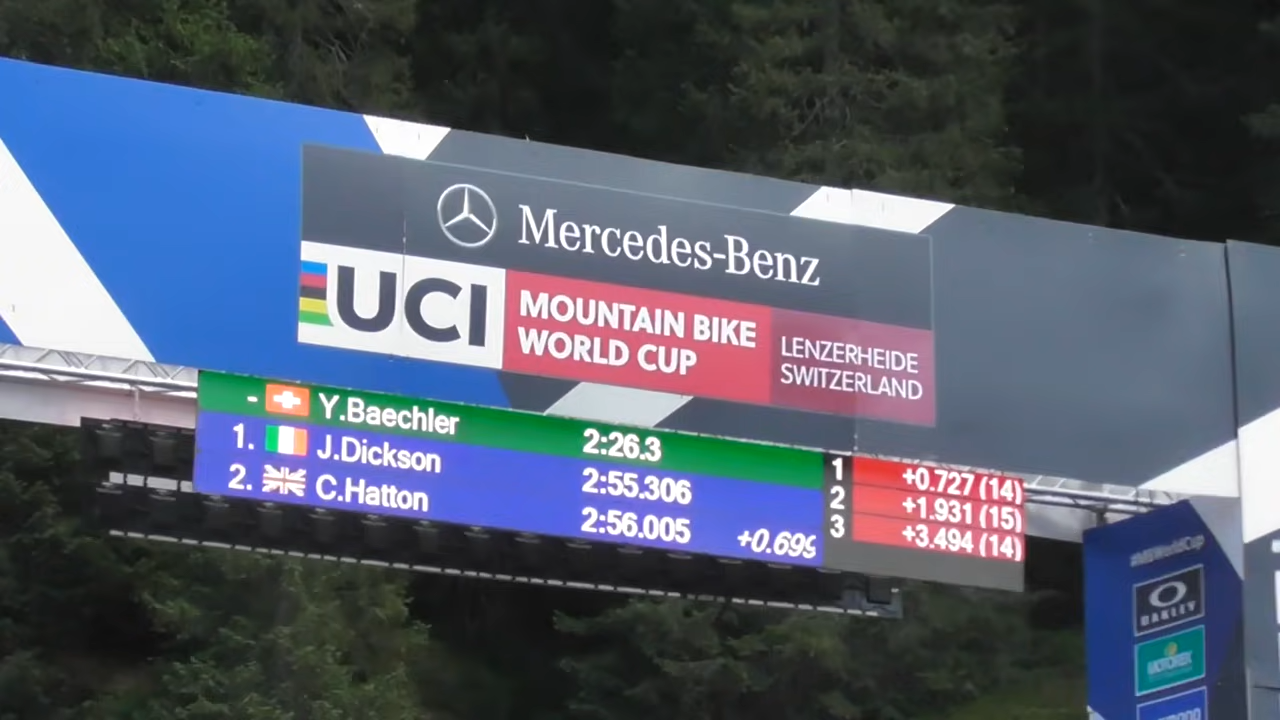 Mercedes-Benz
UCI
MOUNTAIN BIKE
WORLD CUP
LENZERHEIDE
SWITZERLAND
- Y.Baechler 2:26.3
1. J.Dickson 2:55.306
2. C.Hatton 2:56.005 +0.699
1 +0.727 (14)
2 +1.931 (15)
3 +3.494 (14)
#MTBWorldCup
OAKLEY
MOTOREX